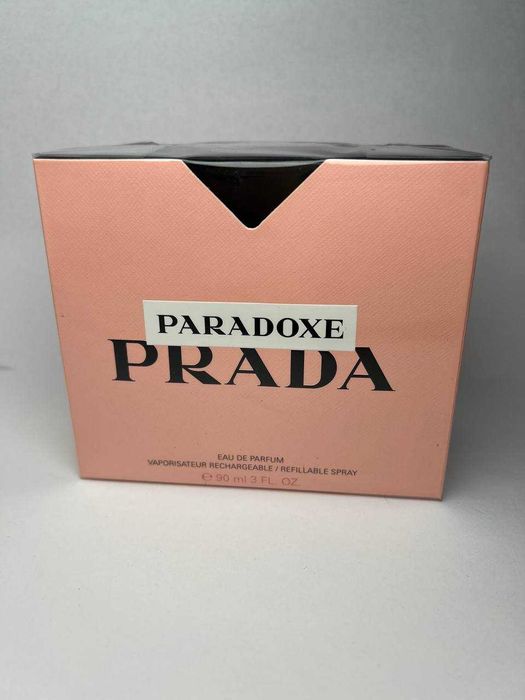 PARADOXE
PRADA
EAU DE PARFUM
VAPORISATEUR RECHARGEABLE / REFILLABLE SPRAY
℮ 90 ml 3 FL. OZ.